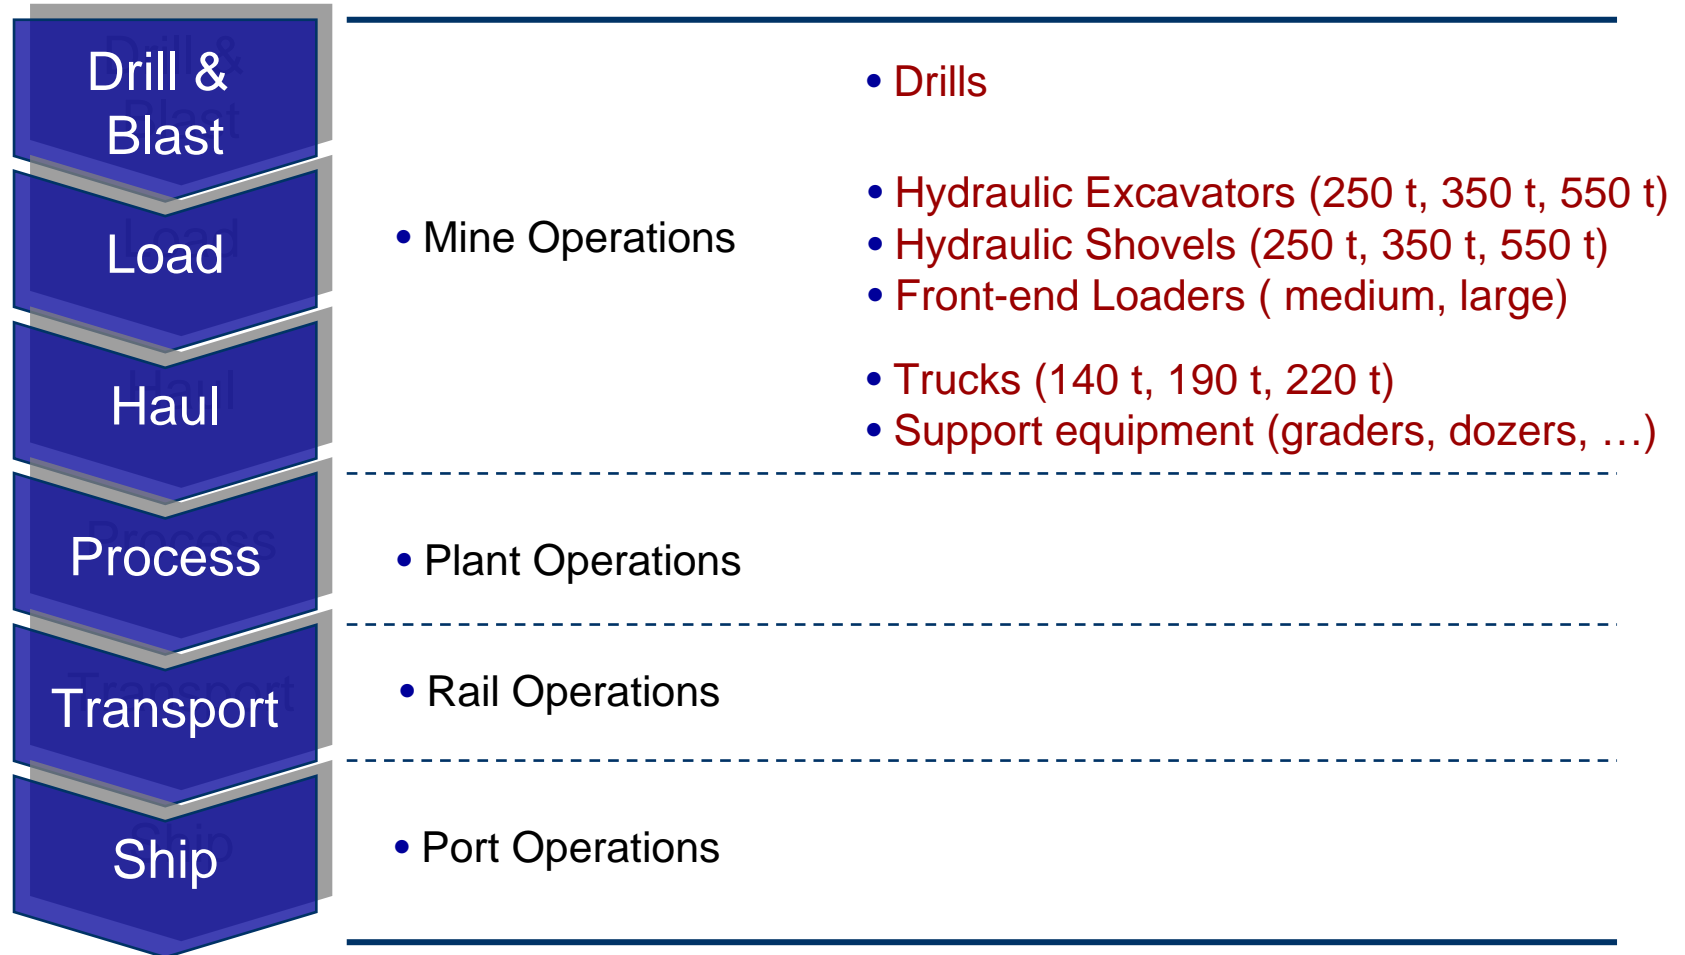 Drill &
Blast
• Drills
Load
• Mine Operations
• Hydraulic Excavators (250 t, 350 t, 550 t)
• Hydraulic Shovels (250 t, 350 t, 550 t)
• Front-end Loaders ( medium, large)
Haul
• Trucks (140 t, 190 t, 220 t)
• Support equipment (graders, dozers, …)
Process
• Plant Operations
Transport
• Rail Operations
Ship
• Port Operations